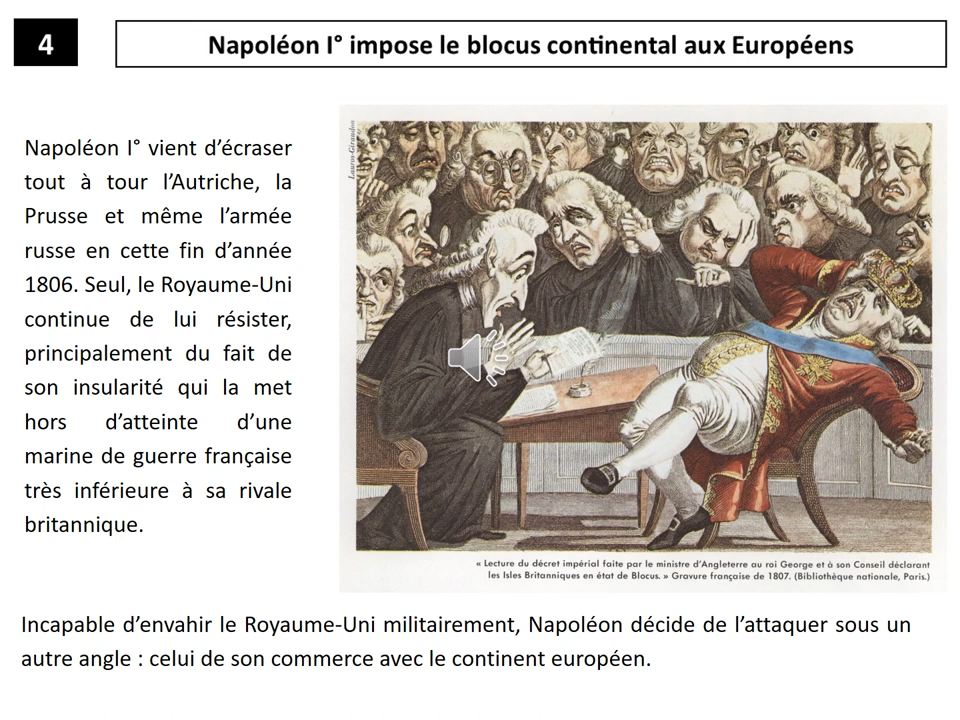 4
Napoléon I° impose le blocus continental aux Européens
Napoléon I° vient d’écraser
tout à tour l’Autriche, la
Prusse et même l’armée
russe en cette fin d’année
1806. Seul, le Royaume-Uni
continue de lui résister,
principalement du fait de
son insularité qui la met
hors d’atteinte d’une
marine de guerre française
très inférieure à sa rivale
britannique.
Lauros-Giraudon
« Lecture du décret impérial faite par le ministre d’Angleterre au roi George et à son Conseil déclarant
les Isles Britanniques en état de Blocus. » Gravure française de 1807. (Bibliothèque nationale, Paris.)
Incapable d’envahir le Royaume-Uni militairement, Napoléon décide de l’attaquer sous un
autre angle : celui de son commerce avec le continent européen.